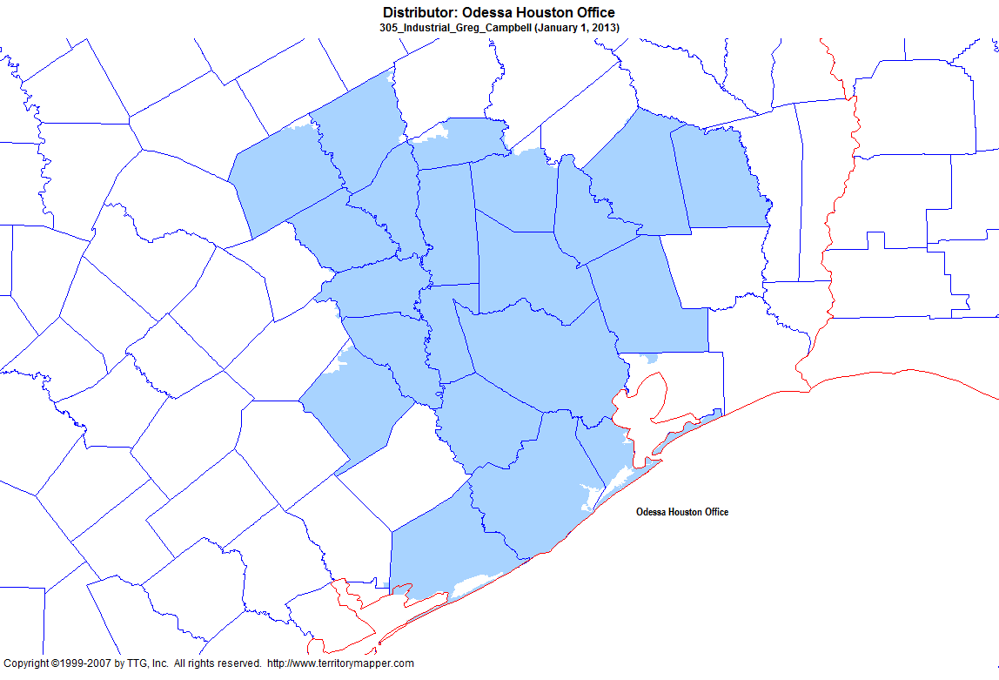 Distributor: Odessa Houston Office
305_Industrial_Greg_Campbell (January 1, 2013)
Odessa Houston Office
Copyright ©1999-2007 by TTG, Inc. All rights reserved. http://www.territorymapper.com